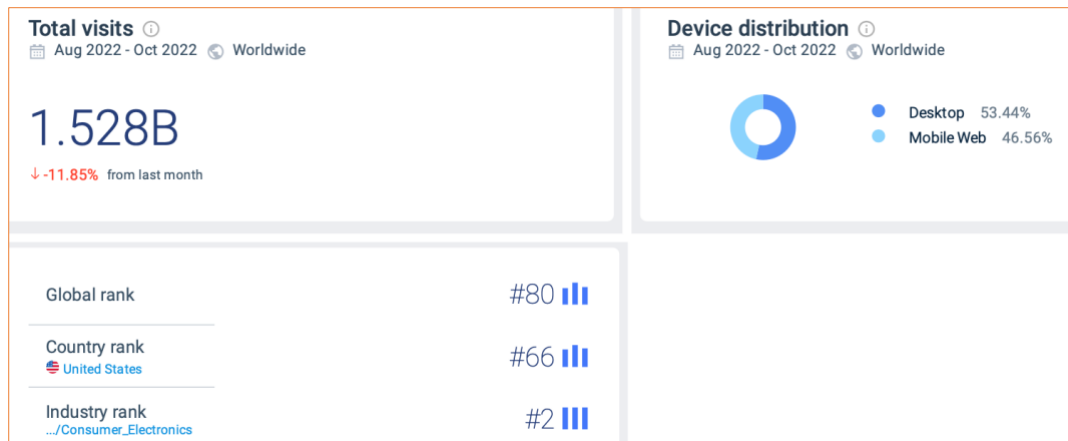 Total visits
Aug 2022 - Oct 2022 Worldwide
1.528B
-11.85% from last month
Device distribution
Aug 2022 - Oct 2022 Worldwide
Desktop 53.44%
Mobile Web 46.56%
Global rank #80
Country rank #66
United States
Industry rank #2
.../Consumer_Electronics